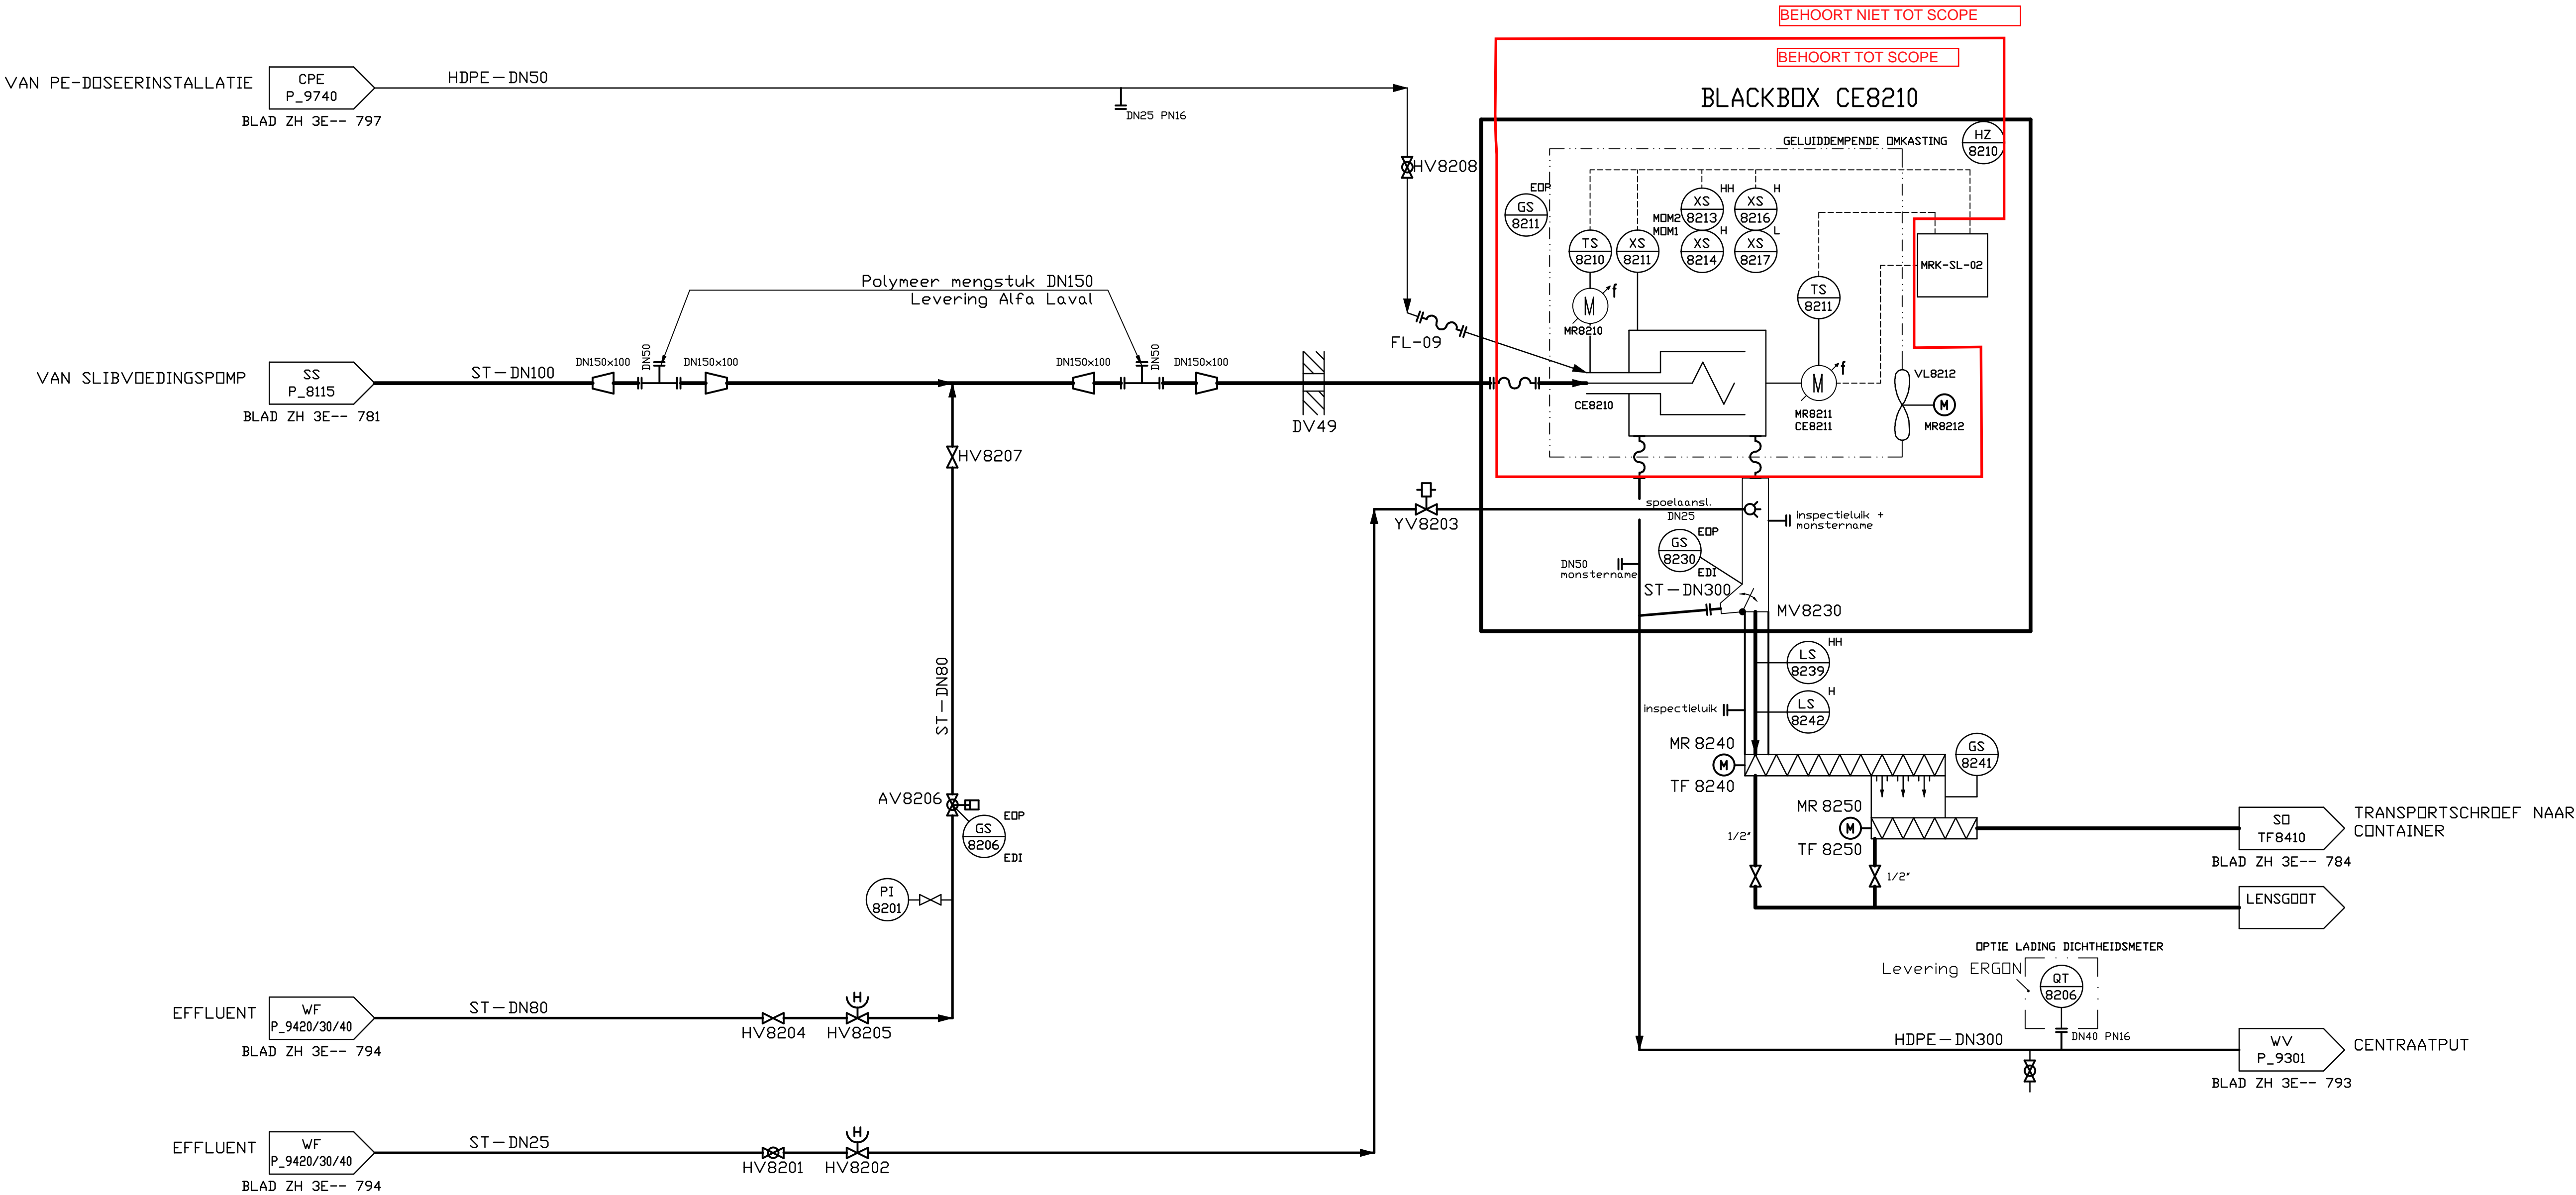 BEHOORT NIET TOT SCOPE
BEHOORT TOT SCOPE
VAN PE-DOSEERINSTALLATIE
CPE
P_9740
BLAD ZH 3E-- 797
HDPE-DN50
DN25 PN16
HV8208
FL-09
BLACKBOX CE8210
GELUIDDEMPENDE OMKASTING
HZ
8210
EOP
GS
8211
TS
8210
XS
8211
MOM2
MOM1
HH
XS
8213
H
XS
8214
H
XS
8216
L
XS
8217
TS
8211
MRK-SL-02
M
f
MR8210
CE8210
M
f
MR8211
CE8211
VL8212
M
MR8212
Polymeer mengstuk DN150
Levering Alfa Laval
VAN SLIBVOEDINGSPOMP
SS
P_8115
BLAD ZH 3E-- 781
ST-DN100
DN150x100
DN50
DN150x100
DN150x100
DN50
DN150x100
DV49
HV8207
YV8203
spoelaansl.
DN25
inspectieluik +
monstername
GS
8230
EOP
EDI
DN50
monstername
ST-DN300
MV8230
ST-DN80
LS
8239
HH
LS
8242
H
inspectieluik
MR 8240
M
TF 8240
GS
8241
MR 8250
M
TF 8250
1/2"
1/2"
SO
TF8410
BLAD ZH 3E-- 784
TRANSPORTSCHROEF NAAR
CONTAINER
LENSGOOT
AV8206
GS
8206
EOP
EDI
PI
8201
OPTIE LADING DICHTHEIDSMETER
Levering ERGON
QT
8206
DN40 PN16
HDPE-DN300
WV
P_9301
BLAD ZH 3E-- 793
CENTRAATPUT
EFFLUENT
WF
P_9420/30/40
BLAD ZH 3E-- 794
ST-DN80
HV8204
H
HV8205
EFFLUENT
WF
P_9420/30/40
BLAD ZH 3E-- 794
ST-DN25
HV8201
H
HV8202